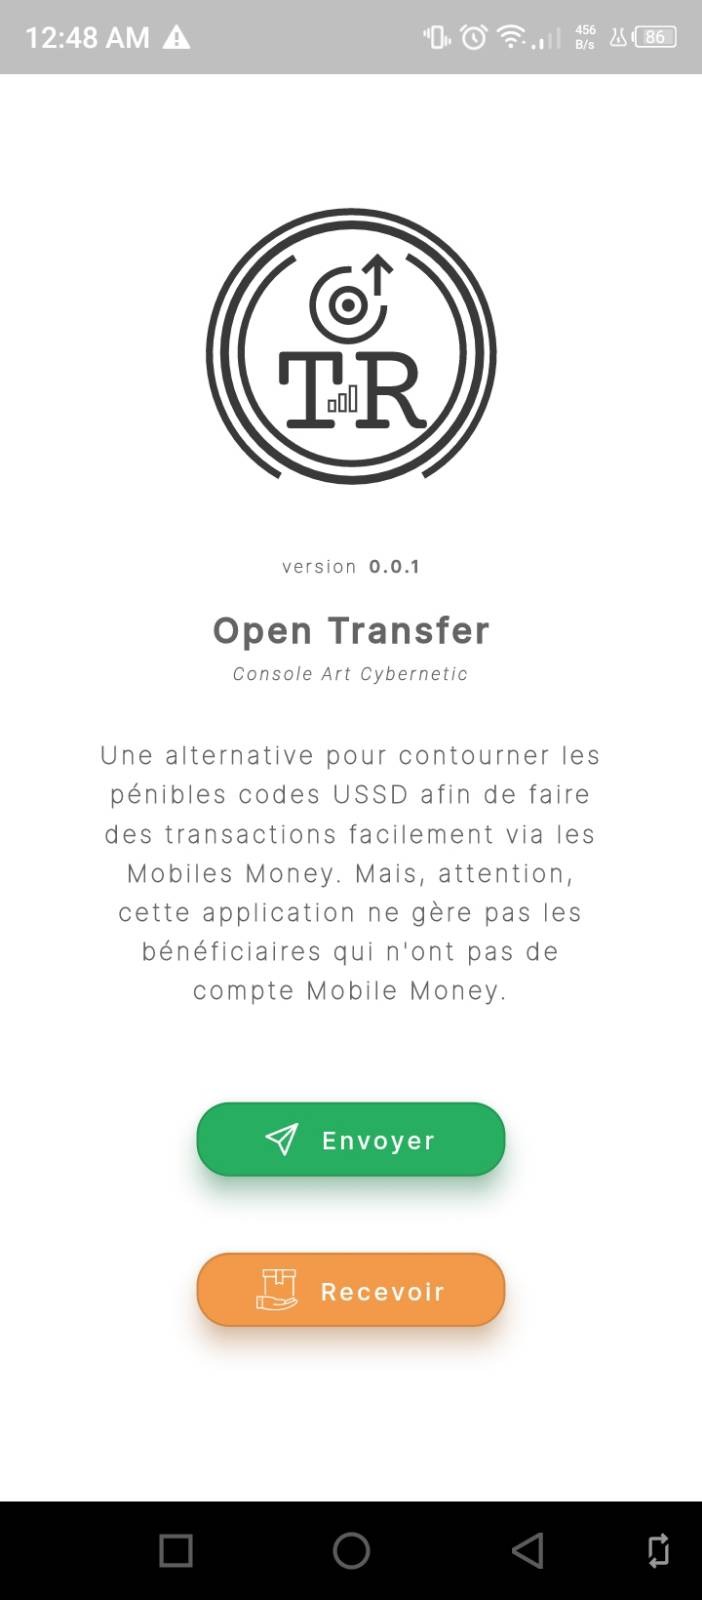 12:48 AM
456
B/s
86
TR
version 0.0.1
Open Transfer
Console Art Cybernetic
Une alternative pour contourner les
pénibles codes USSD afin de faire
des transactions facilement via les
Mobiles Money. Mais, attention,
cette application ne gère pas les
bénéficiaires qui n'ont pas de
compte Mobile Money.
Envoyer
Recevoir